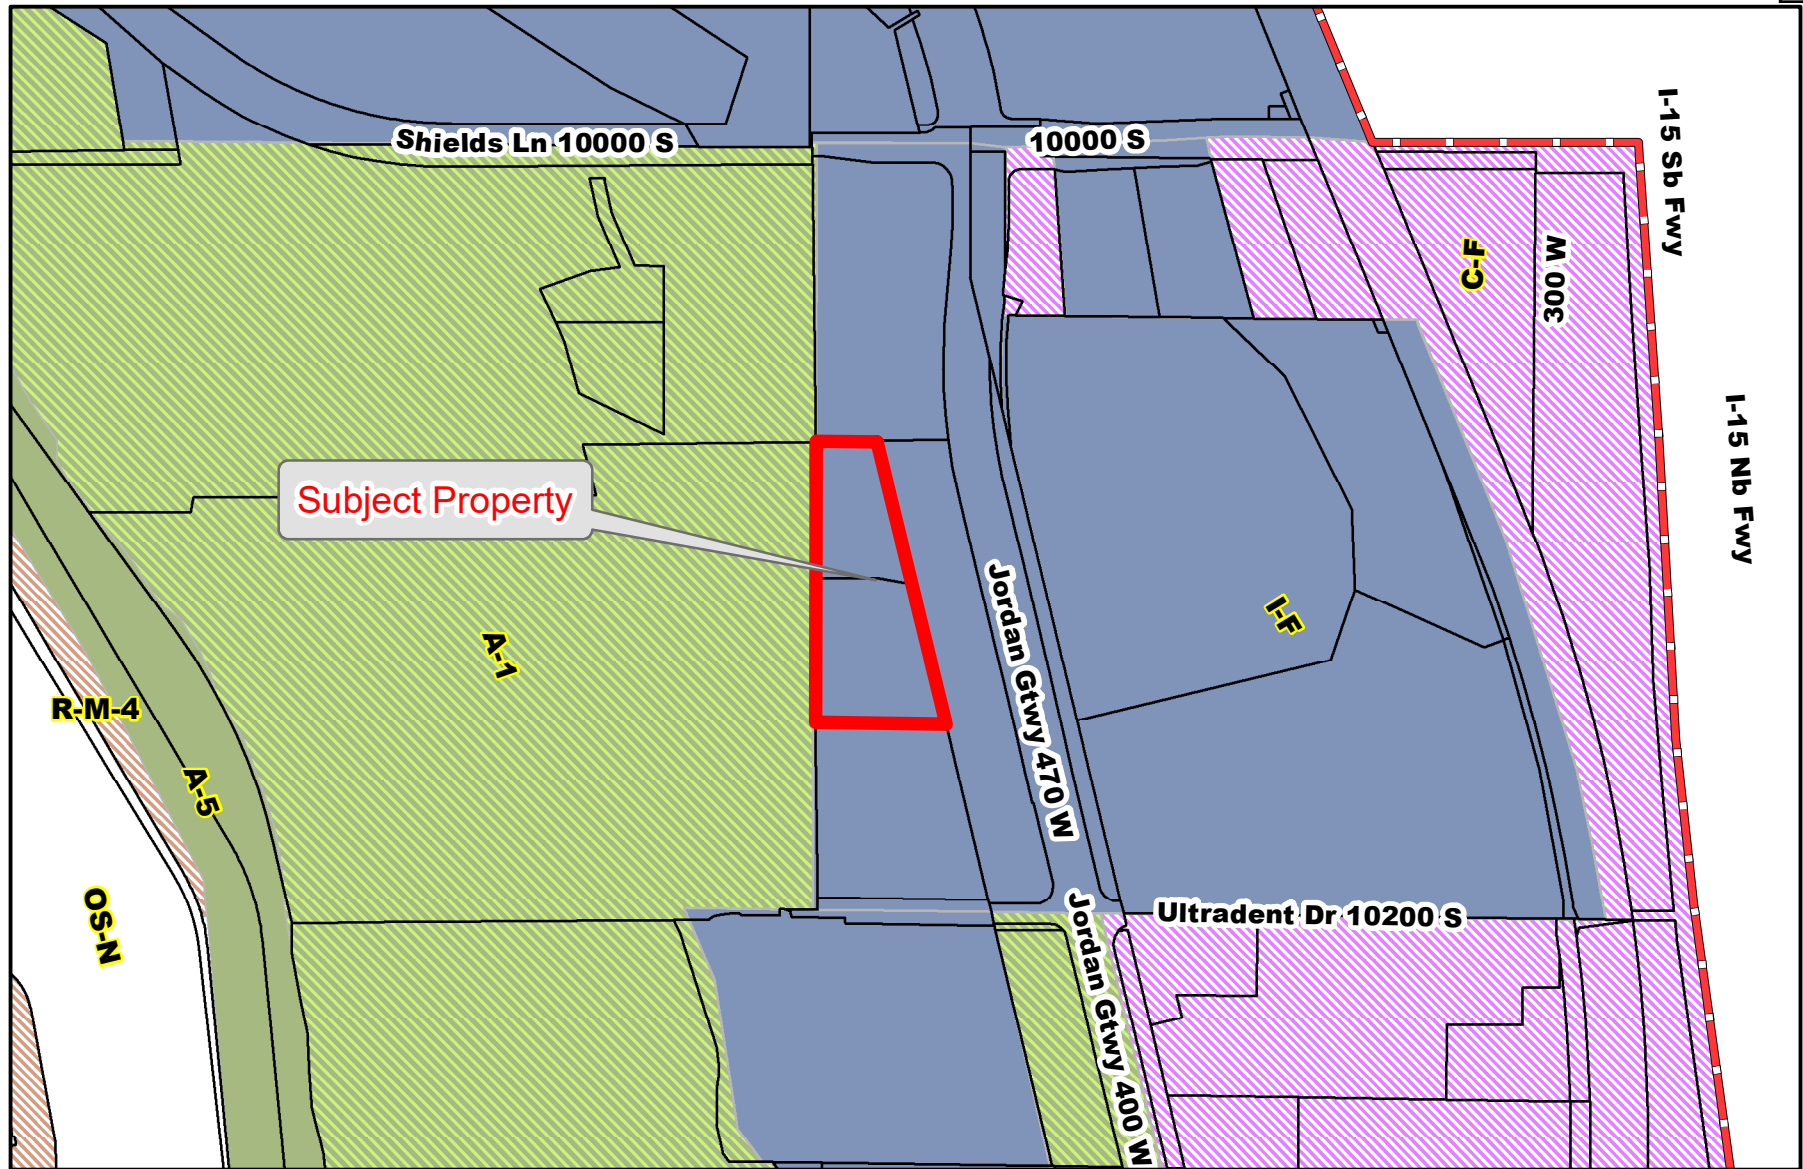 Shields Ln 10000 S
10000 S
I-15 Sb Fwy
C-F
300 W
I-15 Nb Fwy
Subject Property
Jordan Gtwy 470 W
I-F
A-1
R-M-4
A-5
OS-N
Ultradent Dr 10200 S
Jordan Gtwy 400 W